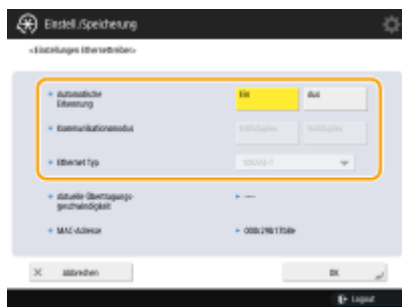 Einstell./Speicherung
<Einstellungen Ethernettreiber>
Automatische
Erkennung
Ein
Aus
Kommunikationsmodus
Halbduplex
Ethernet Typ
Aktuelle Übertragungs-
geschwindigkeit
----
MAC-Adresse
Abbrechen
OK
Logout